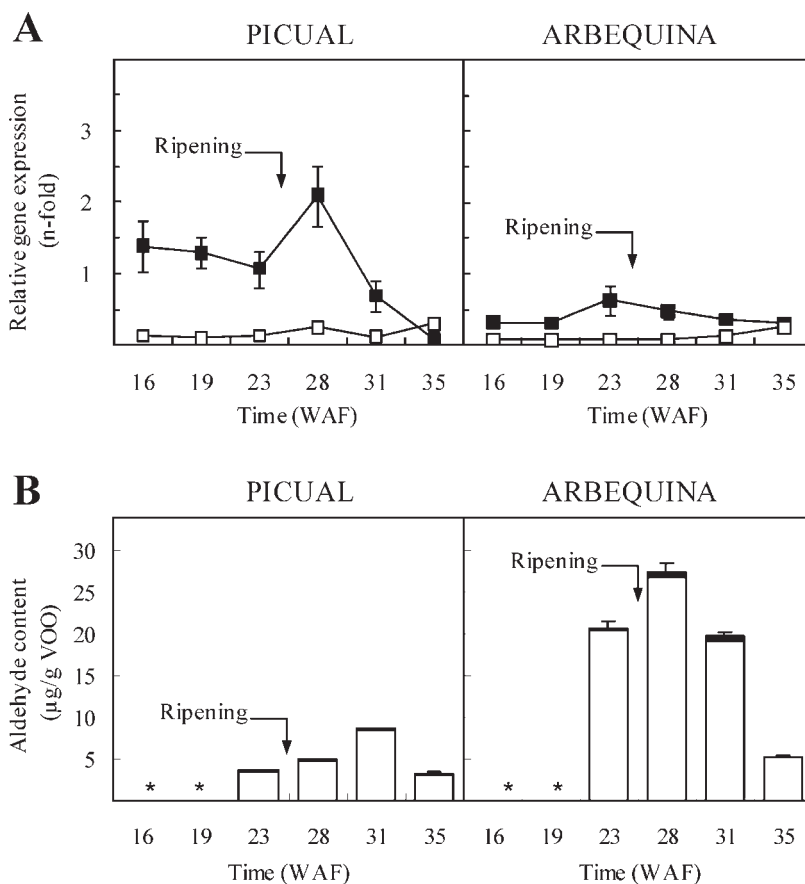 A
PICUAL
ARBEQUINA
Relative gene expression
(n-fold)
3
2
1
Ripening
Ripening
16 19 23 28 31 35
16 19 23 28 31 35
Time (WAF)
Time (WAF)
B
PICUAL
ARBEQUINA
Aldehyde content
(µg/g VOO)
30
25
20
15
10
5
Ripening
Ripening
* *
* *
16 19 23 28 31 35
16 19 23 28 31 35
Time (WAF)
Time (WAF)